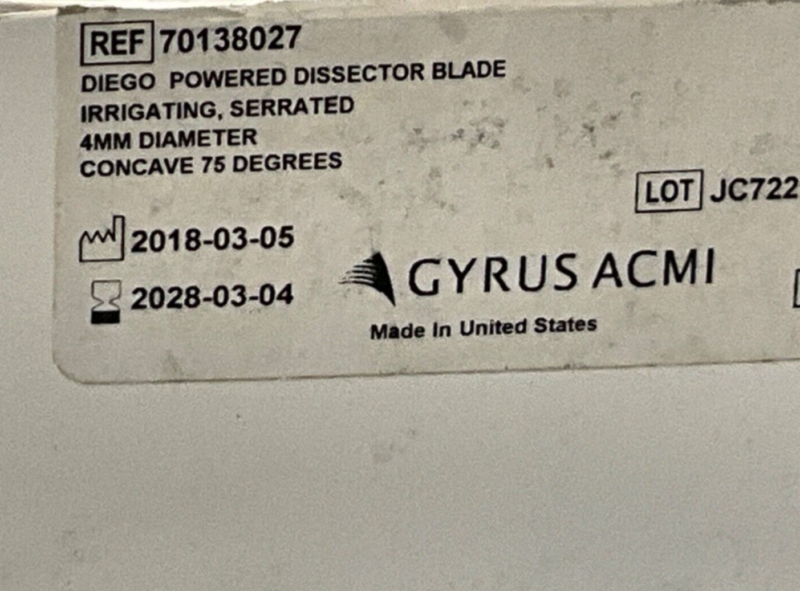 REF 70138027
DIEGO POWERED DISSECTOR BLADE
IRRIGATING, SERRATED
4MM DIAMETER
CONCAVE 75 DEGREES
LOT JC722
2018-03-05
2028-03-04
GYRUS ACMI
Made In United States